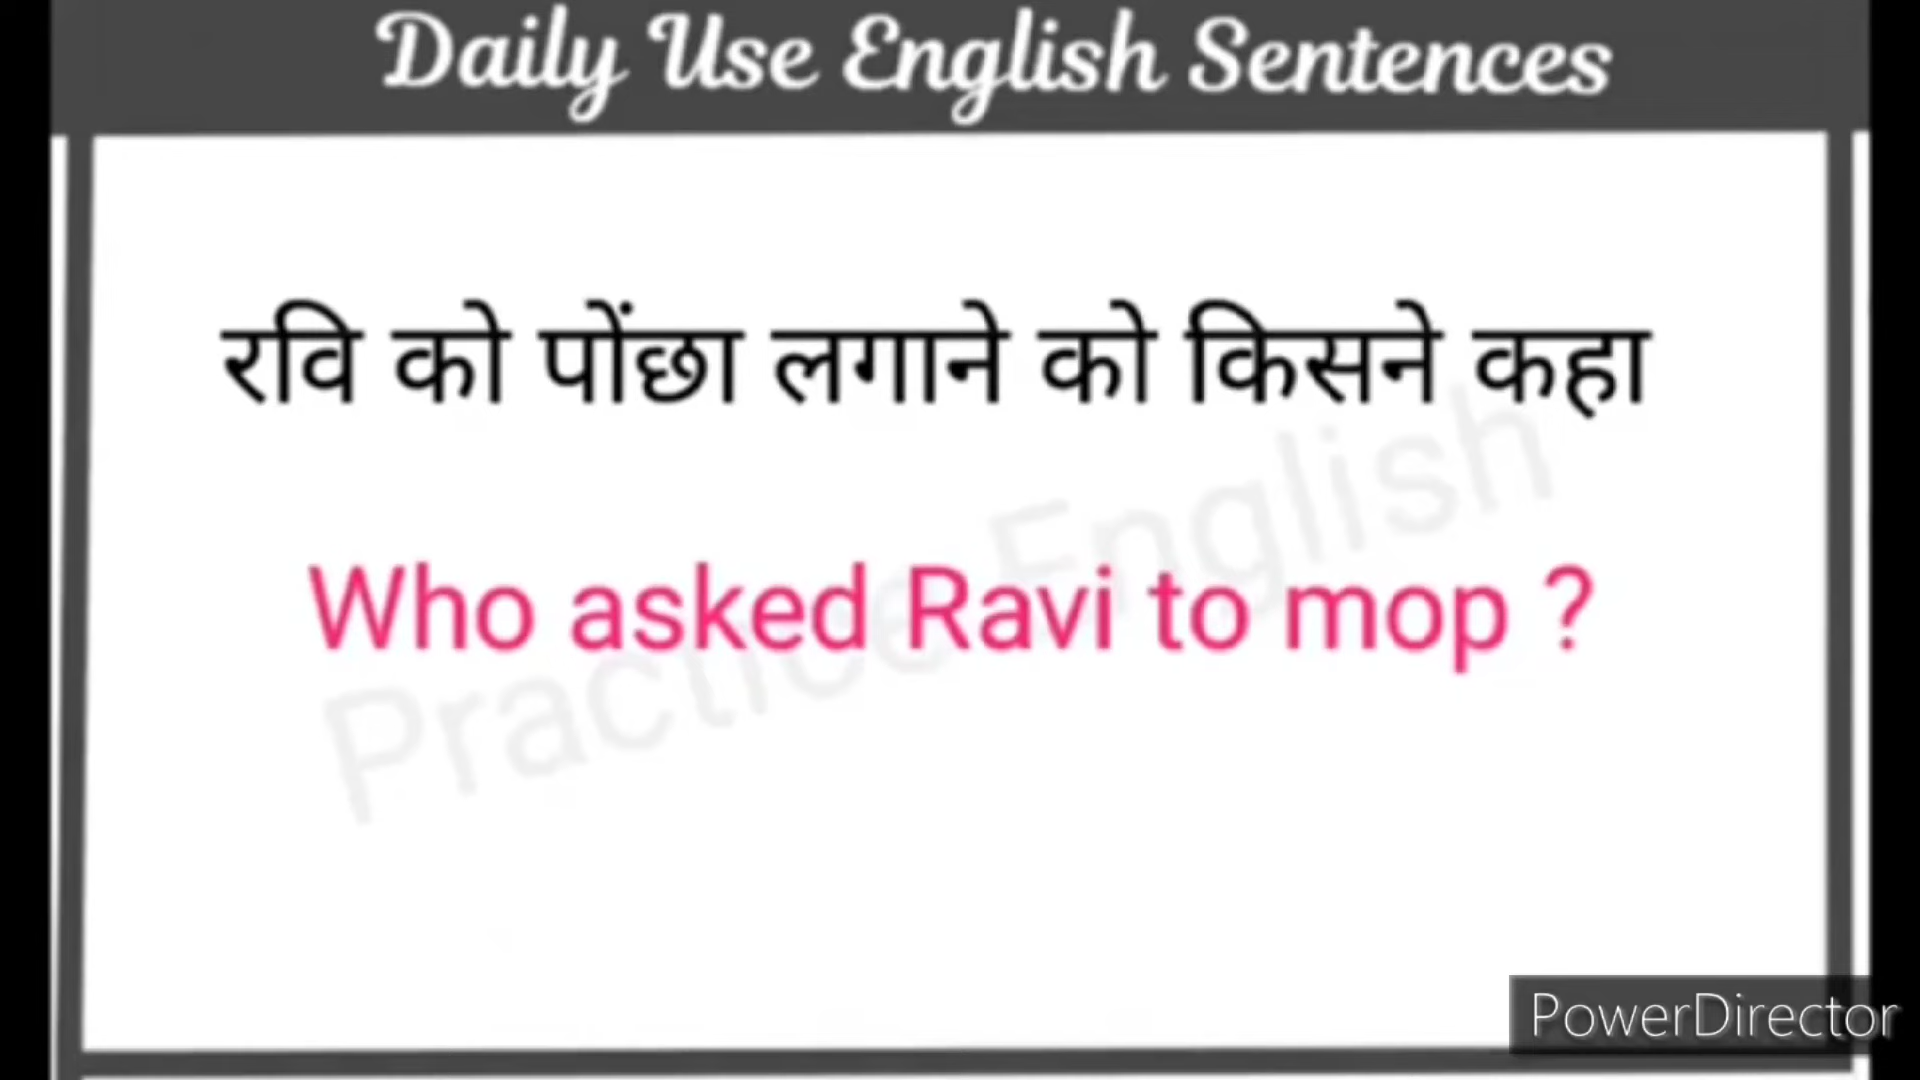 Daily Use English Sentences
रवि को पोंछा लगाने को किसने कहा
Who asked Ravi to mop ?
Practice English
PowerDirector